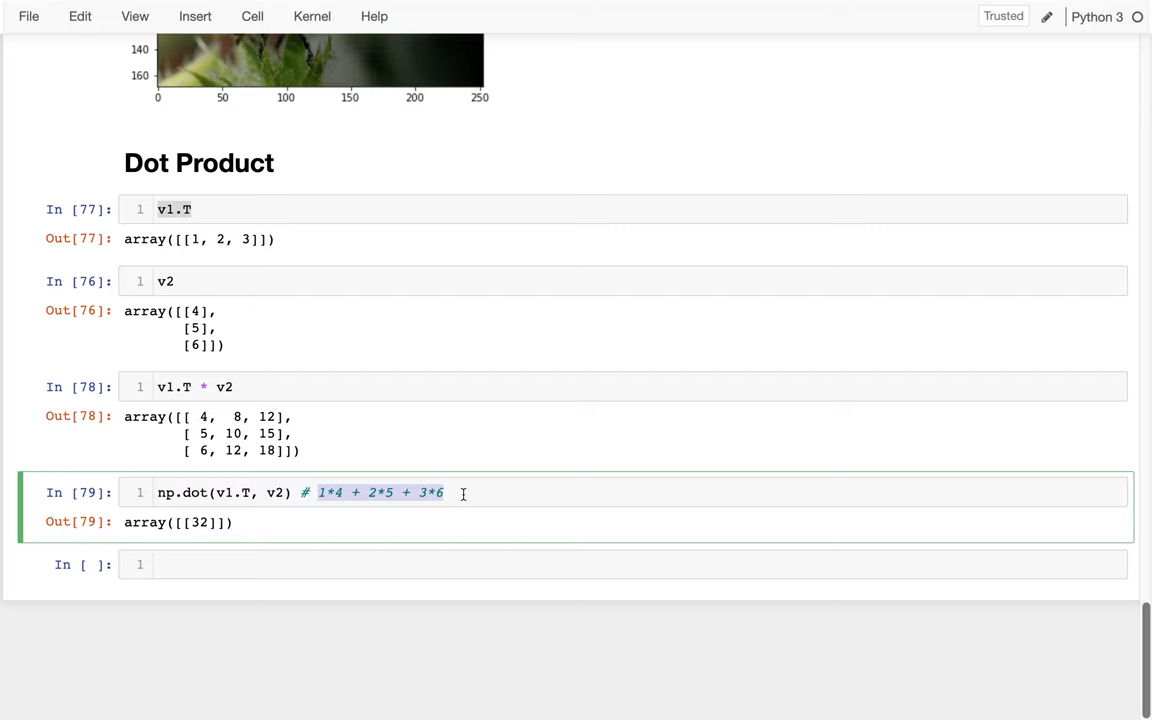 File Edit View Insert Cell Kernel Help Trusted Python 3
140
160
0 50 100 150 200 250
Dot Product
In [77]: 1 v1.T
Out[77]: array([[1, 2, 3]])
In [76]: 1 v2
Out[76]: array([[4],
[5],
[6]])
In [78]: 1 v1.T * v2
Out[78]: array([[ 4,  8, 12],
[ 5, 10, 15],
[ 6, 12, 18]])
In [79]: 1 np.dot(v1.T, v2) # 1*4 + 2*5 + 3*6
Out[79]: array([[32]])
In [ ]: 1